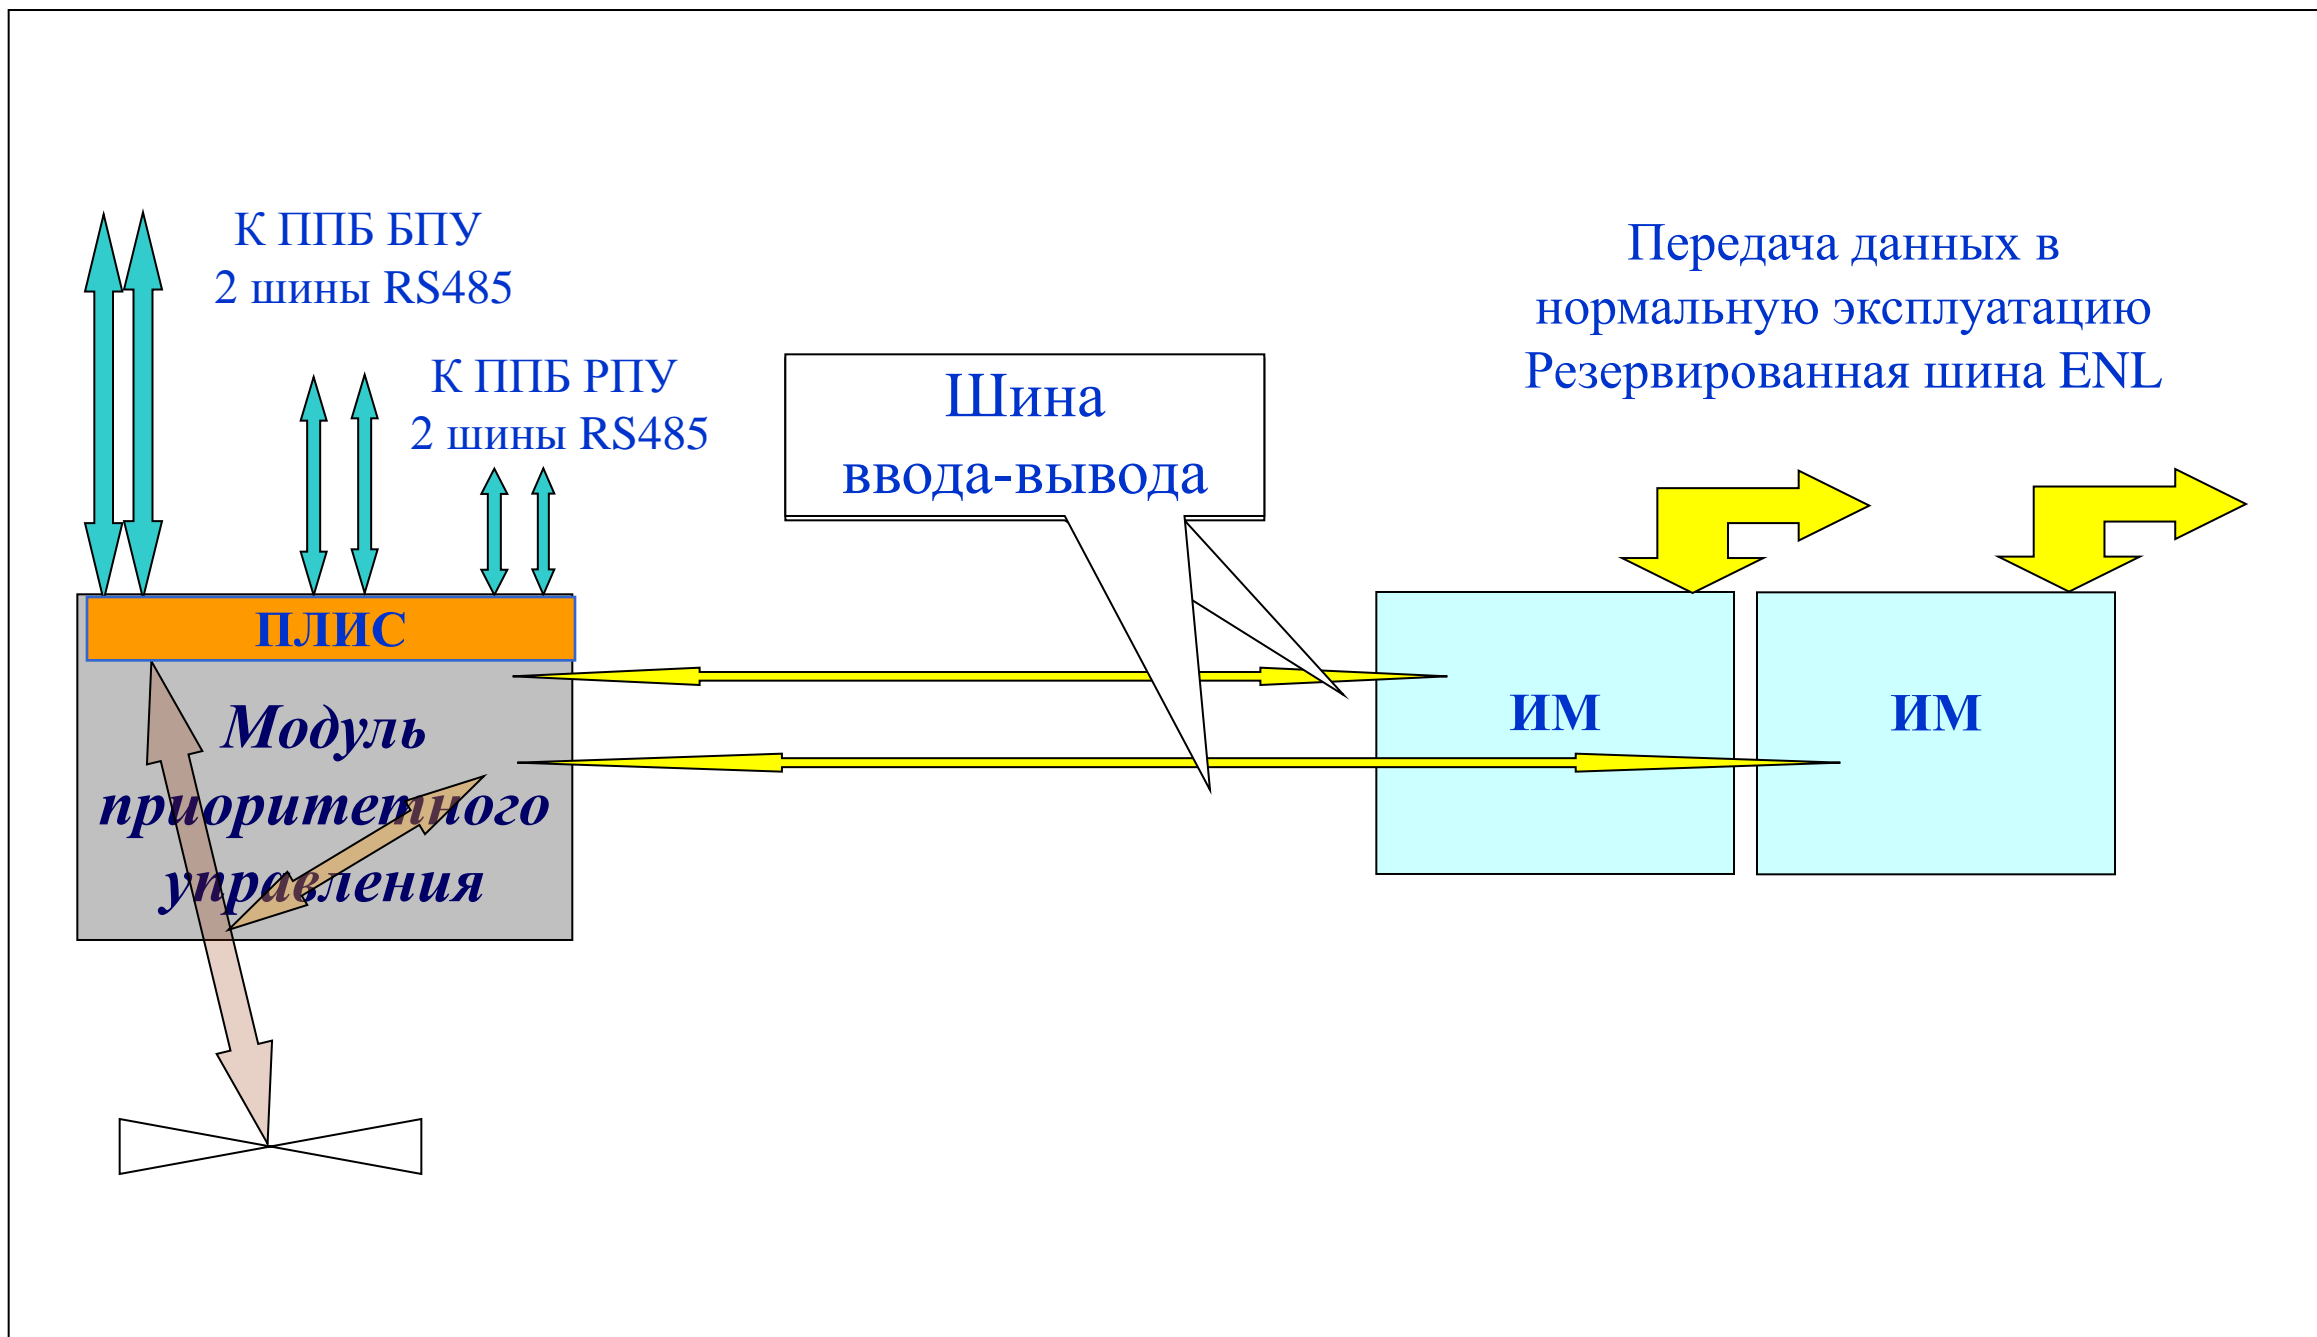 К ППБ БПУ
2 шины RS485
К ППБ РПУ
2 шины RS485
Шина
ввода-вывода
Передача данных в
нормальную эксплуатацию
Резервированная шина ENL
ПЛИС
Модуль
приоритетного
управления
ИМ
ИМ